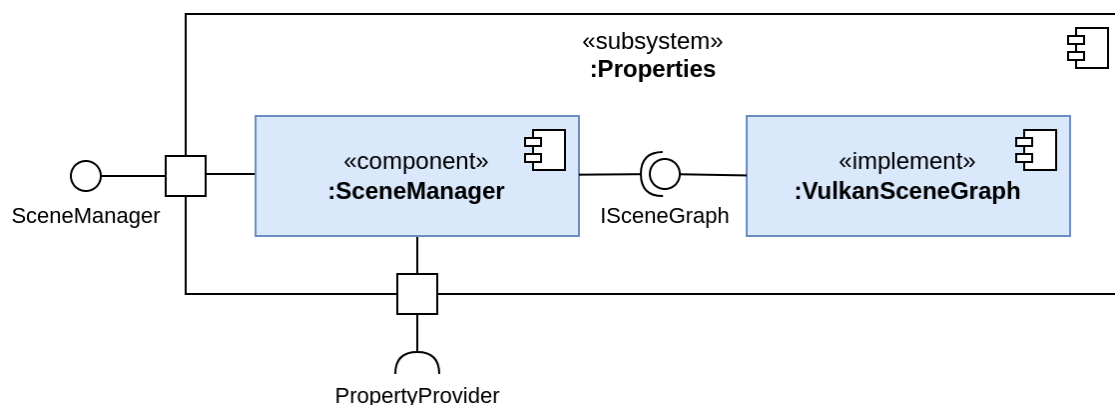 «subsystem»
:Properties
«component»
:SceneManager
«implement»
:VulkanSceneGraph
SceneManager
ISceneGraph
PropertyProvider